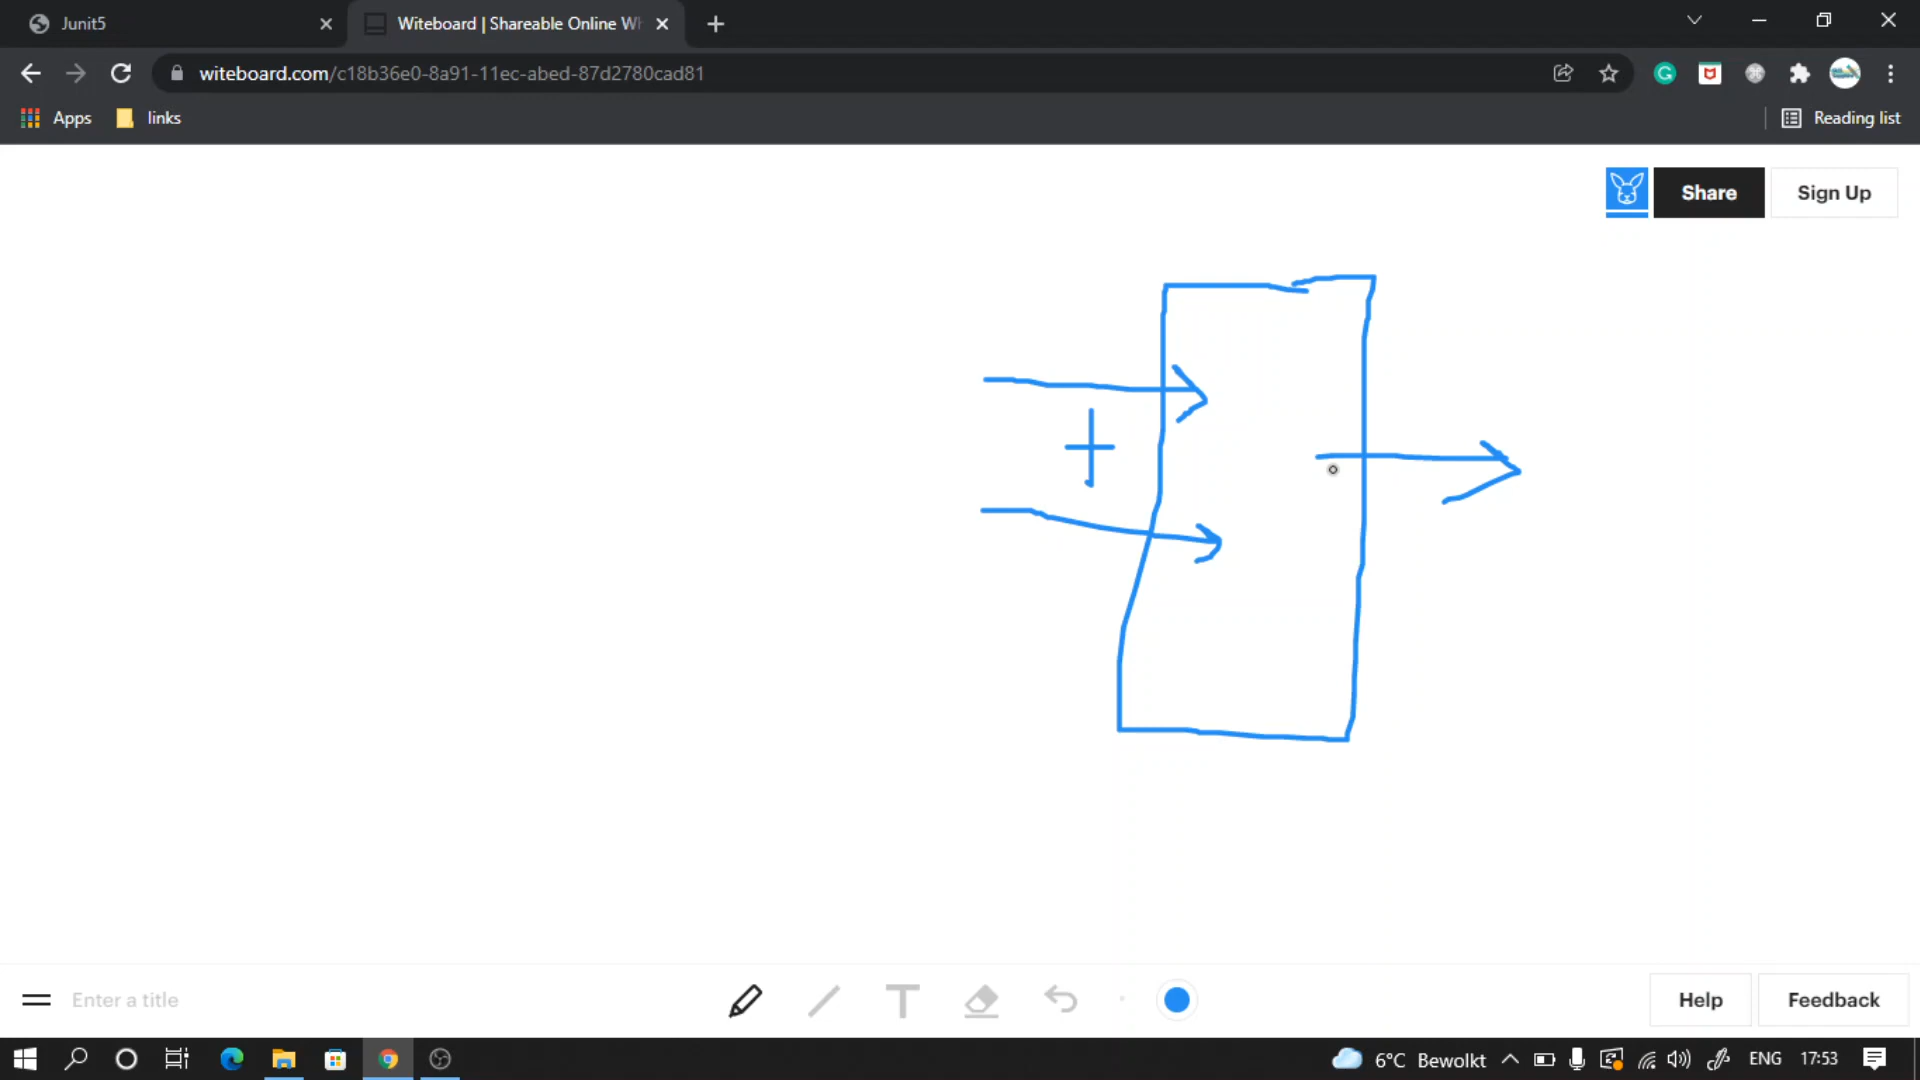 Junit5
Witeboard | Shareable Online Wh
witeboard.com/c18b36e0-8a91-11ec-abed-87d2780cad81
Apps
links
Reading list
Share
Sign Up
+
Enter a title
T
Help
Feedback
6°C Bewolkt
ENG
17:53